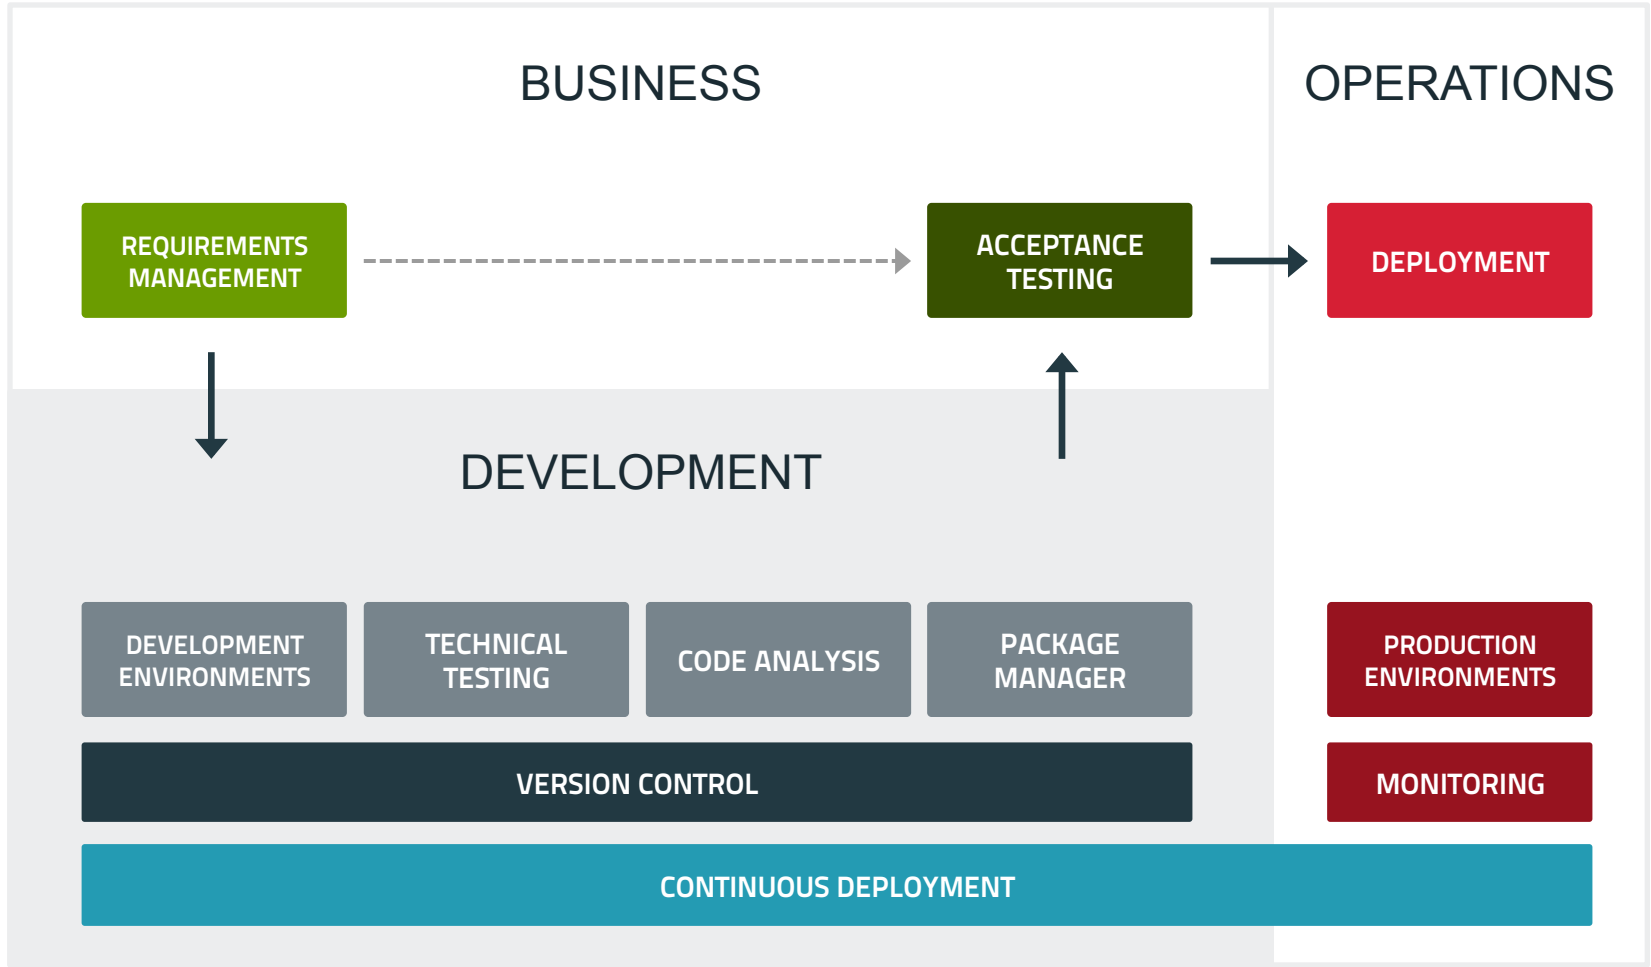 BUSINESS
OPERATIONS
REQUIREMENTS
MANAGEMENT
ACCEPTANCE
TESTING
DEPLOYMENT
DEVELOPMENT
DEVELOPMENT
ENVIRONMENTS
TECHNICAL
TESTING
CODE ANALYSIS
PACKAGE
MANAGER
PRODUCTION
ENVIRONMENTS
VERSION CONTROL
MONITORING
CONTINUOUS DEPLOYMENT